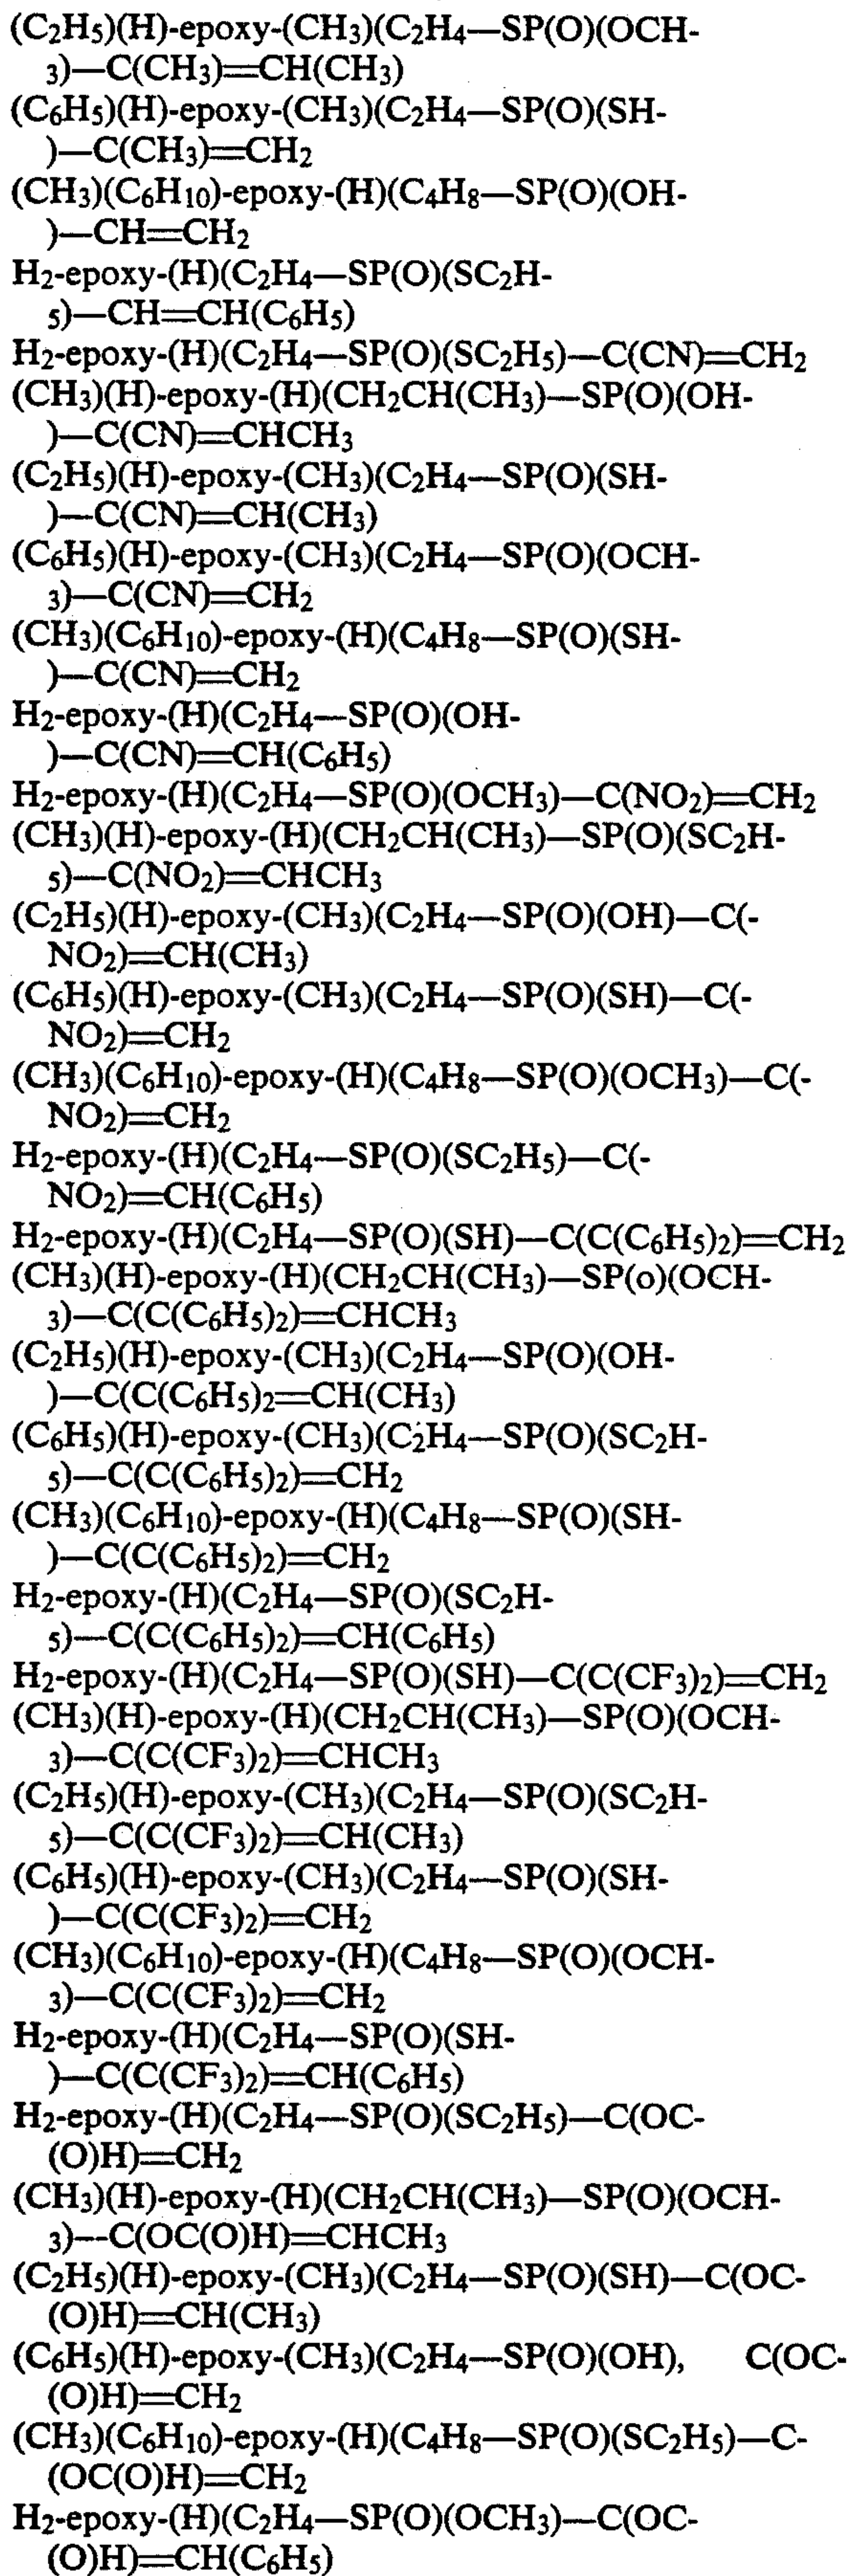 (C₂H₅)(H)-epoxy-(CH₃)(C₂H₄—SP(O)(OCH-
₃)—C(CH₃)═CH(CH₃)
(C₆H₅)(H)-epoxy-(CH₃)(C₂H₄—SP(O)(SH-
)—C(CH₃)═CH₂
(CH₃)(C₆H₁₀)-epoxy-(H)(C₄H₈—SP(O)(OH-
)—CH═CH₂
H₂-epoxy-(H)(C₂H₄—SP(O)(SC₂H-
₅)—CH═CH(C₆H₅)
H₂-epoxy-(H)(C₂H₄—SP(O)(SC₂H₅)—C(CN)═CH₂
(CH₃)(H)-epoxy-(H)(CH₂CH(CH₃)—SP(O)(OH-
)—C(CN)═CHCH₃
(C₂H₅)(H)-epoxy-(CH₃)(C₂H₄—SP(O)(SH-
)—C(CN)═CH(CH₃)
(C₆H₅)(H)-epoxy-(CH₃)(C₂H₄—SP(O)(OCH-
₃)—C(CN)═CH₂
(CH₃)(C₆H₁₀)-epoxy-(H)(C₄H₈—SP(O)(SH-
)—C(CN)═CH₂
H₂-epoxy-(H)(C₂H₄—SP(O)(OH-
)—C(CN)═CH(C₆H₅)
H₂-epoxy-(H)(C₂H₄—SP(O)(OCH₃)—C(NO₂)═CH₂
(CH₃)(H)-epoxy-(H)(CH₂CH(CH₃)—SP(O)(SC₂H-
₅)—C(NO₂)═CHCH₃
(C₂H₅)(H)-epoxy-(CH₃)(C₂H₄—SP(O)(OH)—C(-
NO₂)═CH(CH₃)
(C₆H₅)(H)-epoxy-(CH₃)(C₂H₄—SP(O)(SH)—C(-
NO₂)═CH₂
(CH₃)(C₆H₁₀)-epoxy-(H)(C₄H₈—SP(O)(OCH₃)—C(-
NO₂)═CH₂
H₂-epoxy-(H)(C₂H₄—SP(O)(SC₂H₅)—C(-
NO₂)═CH(C₆H₅)
H₂-epoxy-(H)(C₂H₄—SP(O)(SH)—C(C(C(C₆H₅)₂)═CH₂
(CH₃)(H)-epoxy-(H)(CH₂CH(CH₃)—SP(o)(OCH-
₃)—C(C(C(C₆H₅)₂)═CHCH₃
(C₂H₅)(H)-epoxy-(CH₃)(C₂H₄—SP(O)(OH-
)—C(C(C(C₆H₅)₂═CH(CH₃)
(C₆H₅)(H)-epoxy-(CH₃)(C₂H₄—SP(O)(SC₂H-
₅)—C(C(C(C₆H₅)₂)═CH₂
(CH₃)(C₆H₁₀)-epoxy-(H)(C₄H₈—SP(O)(SH-
)—C(C(C(C₆H₅)₂)═CH₂
H₂-epoxy-(H)(C₂H₄—SP(O)(SC₂H-
₅)—C(C(C(C₆H₅)₂)═CH(C₆H₅)
H₂-epoxy-(H)(C₂H₄—SP(O)(SH)—C(C(C(CF₃)₂)═CH₂
(CH₃)(H)-epoxy-(H)(CH₂CH(CH₃)—SP(O)(OCH-
₃)—C(C(C(CF₃)₂)═CHCH₃
(C₂H₅)(H)-epoxy-(CH₃)(C₂H₄—SP(O)(SC₂H-
₅)—C(C(C(CF₃)₂)═CH(CH₃)
(C₆H₅)(H)-epoxy-(CH₃)(C₂H₄—SP(O)(SH-
)—C(C(C(CF₃)₂)═CH₂
(CH₃)(C₆H₁₀)-epoxy-(H)(C₄H₈—SP(O)(OCH-
₃)—C(C(C(CF₃)₂)═CH₂
H₂-epoxy-(H)(C₂H₄—SP(O)(SH-
)—C(C(C(CF₃)₂)═CH(C₆H₅)
H₂-epoxy-(H)(C₂H₄—SP(O)(SC₂H₅)—C(OC-
(O)H)═CH₂
(CH₃)(H)-epoxy-(H)(CH₂CH(CH₃)—SP(O)(OCH-
₃)—C(OC(O)H)═CHCH₃
(C₂H₅)(H)-epoxy-(CH₃)(C₂H₄—SP(O)(SH)—C(OC-
(O)H)═CH(CH₃)
(C₆H₅)(H)-epoxy-(CH₃)(C₂H₄—SP(O)(OH), C(OC-
(O)H)═CH₂
(CH₃)(C₆H₁₀)-epoxy-(H)(C₄H₈—SP(O)(SC₂H₅)—C-
(OC(O)H)═CH₂
H₂-epoxy-(H)(C₂H₄—SP(O)(OCH₃)—C(OC-
(O)H)═CH(C₆H₅)